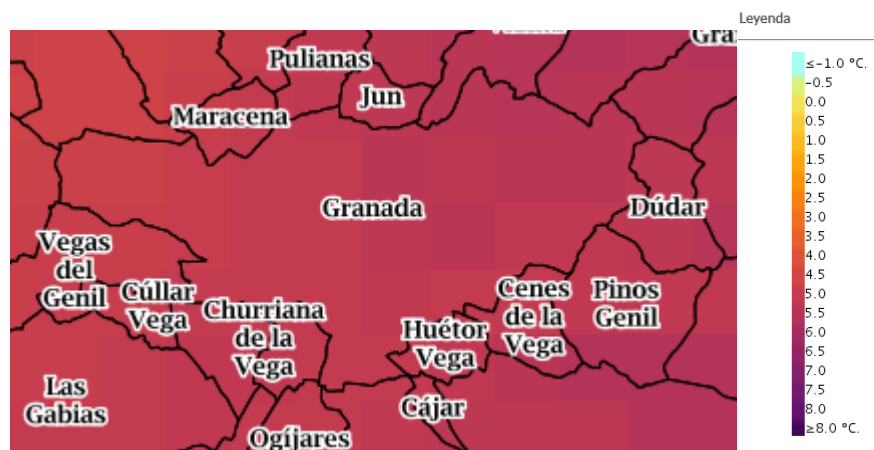 Leyenda
≤−1.0 °C.
−0.5
0.0
0.5
1.0
1.5
2.0
2.5
3.0
3.5
4.0
4.5
5.0
5.5
6.0
6.5
7.0
7.5
8.0
≥8.0 °C.
Pulianas
Jun
Maracena
Granada
Dúdar
Vegas
del
Genil
Cúllar
Vega
Churriana
de la
Vega
Huétor
Vega
Cenes
de la
Vega
Pinos
Genil
Las
Gabias
Cájar
Ogíjares